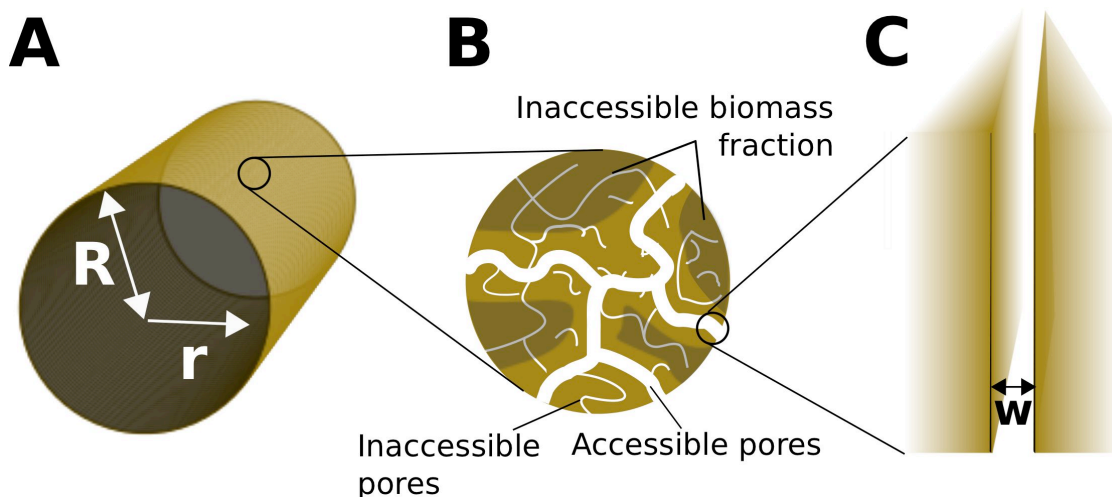 A
B
C
Inaccessible biomass
fraction
R
r
w
Inaccessible
pores
Accessible pores